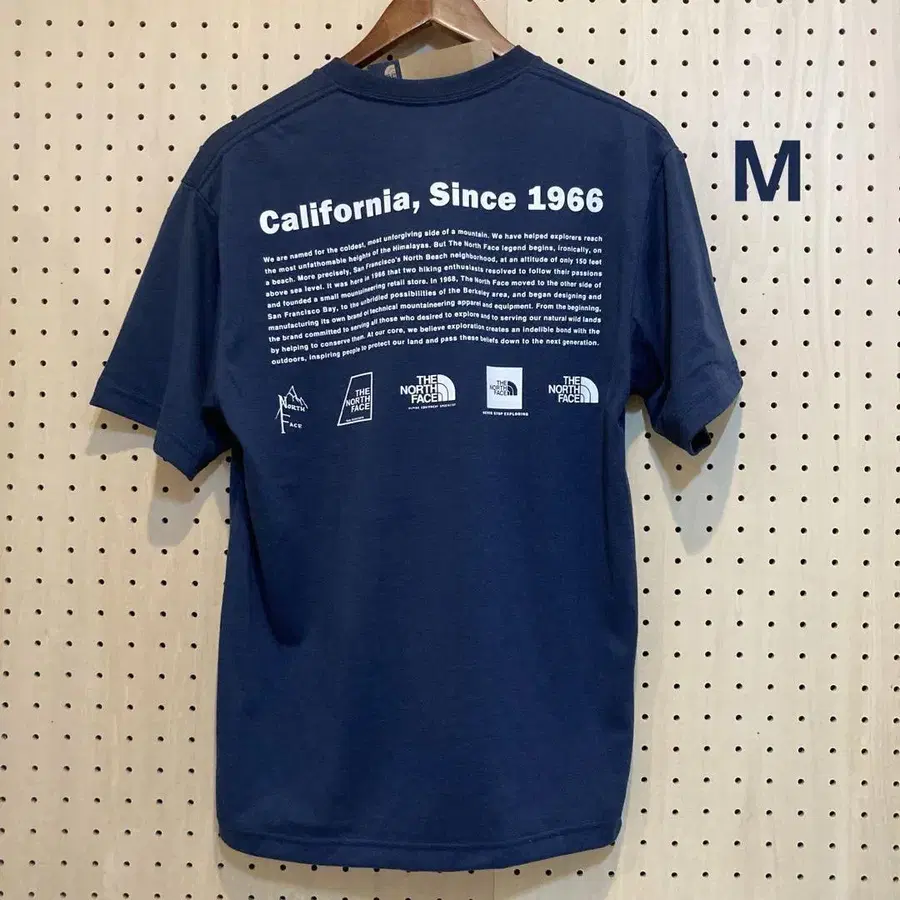 M
California, Since 1966
We are named for the coldest, most unforgiving side of a mountain. We have helped explorers reach
the most unfathomable heights of the Himalayas. But The North Face legend begins, ironically, on
a beach. More precisely, San Francisco's North Beach neighborhood, at an attitude of only 150 feet
above sea level. It was here in 1966 that two hiking enthusiasts resolved to follow their passions
and founded a small mountaineering retail store. In 1968, The North Face moved to the other side of
San Francisco Bay, to the unbridled possibilities of the Berkeley area, and began designing and
manufacturing its own brand of technical mountaineering apparel and equipment. From the beginning,
the brand committed to serving all those who desired to explore and to serving our natural wild lands
by helping to conserve them. At our core, we believe exploration creates an indelible bond with the
outdoors, inspiring people to protect our land and pass these beliefs down to the next generation.
NORTH
FACE
THE
NORTH
FACE
THE
NORTH
FACE
ALPINE EQUIPMENT SPECIALIST
THE
NORTH
FACE
NEVER STOP EXPLORING
THE
NORTH
FACE